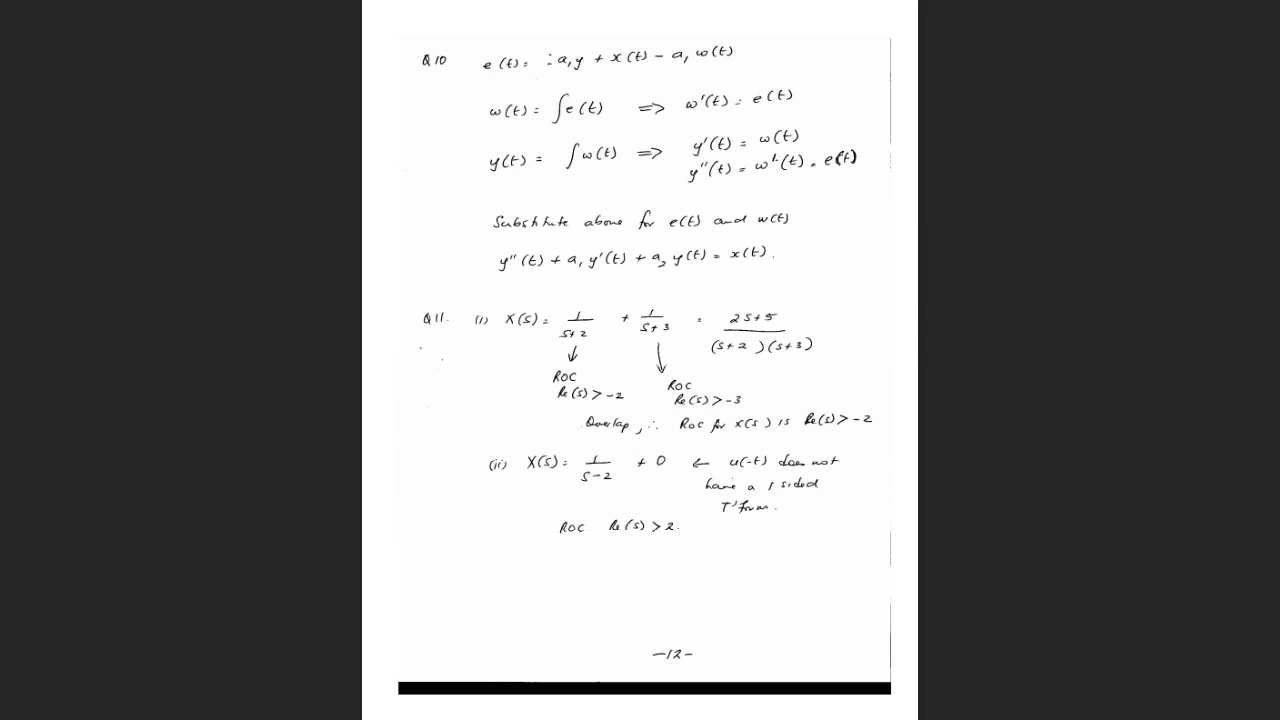 Q10 e(t) = -a,y + x(t) - a, ω(t)
ω(t) = ∫e(t) => ω'(t) = e(t)
y(t) = ∫ω(t) => y'(t) = ω(t)
y''(t) = ω'(t) = e(t)
Substitute above for e(t) and w(t)
y''(t) + a₁ y'(t) + a₂ y(t) = x(t).
Q11. (i) X(s) = 1/(s+2) + 1/(s+3) = (2s+5)/((s+2)(s+3))
↓ ↓
ROC ROC
Re(s) > -2 Re(s) > -3
Overlap, ∴ ROC for X(s) is Re(s) > -2
(ii) X(s) = 1/(s-2) + 0 ← u(-t) does not
have a 1 sided
T'form.
ROC Re(s) > 2.
-12-